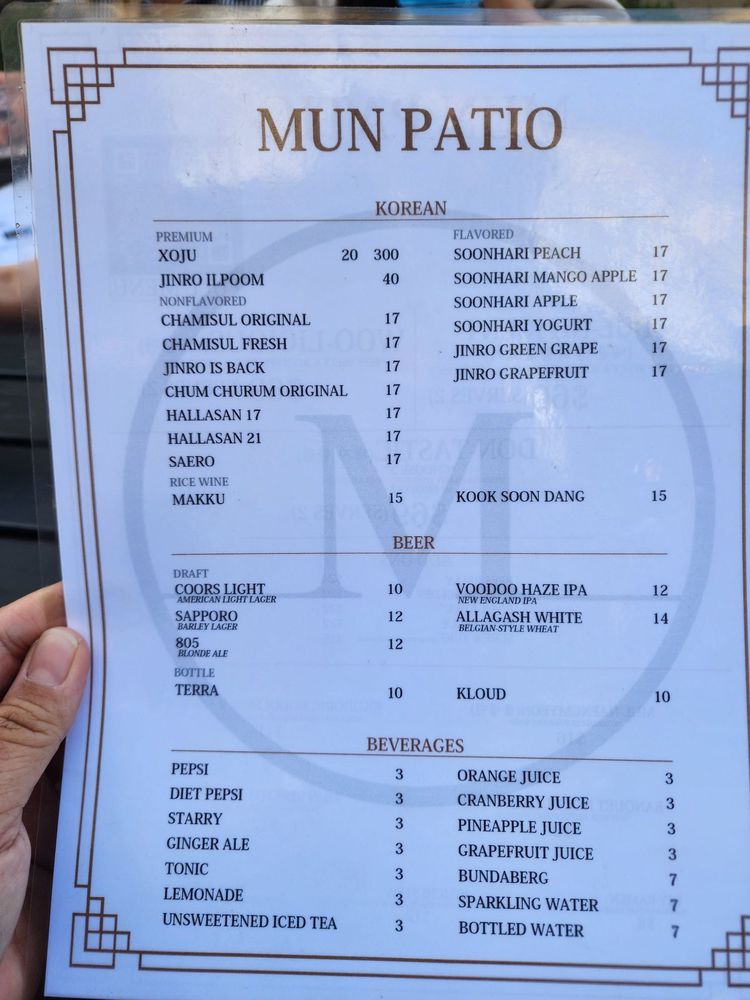 MUN PATIO
KOREAN
PREMIUM
XOJU 20 300
JINRO ILPOOM 40
NONFLAVORED
CHAMISUL ORIGINAL 17
CHAMISUL FRESH 17
JINRO IS BACK 17
CHUM CHURUM ORIGINAL 17
HALLASAN 17 17
HALLASAN 21 17
SAERO 17
RICE WINE
MAKKU 15
FLAVORED
SOONHARI PEACH 17
SOONHARI MANGO APPLE 17
SOONHARI APPLE 17
SOONHARI YOGURT 17
JINRO GREEN GRAPE 17
JINRO GRAPEFRUIT 17
KOOK SOON DANG 15
M
BEER
DRAFT
COORS LIGHT 10
AMERICAN LIGHT LAGER
SAPPORO 12
BARLEY LAGER
805 12
BLONDE ALE
VOODOO HAZE IPA 12
NEW ENGLAND IPA
ALLAGASH WHITE 14
BELGIAN-STYLE WHEAT
BOTTLE
TERRA 10
KLOUD 10
BEVERAGES
PEPSI 3
DIET PEPSI 3
STARRY 3
GINGER ALE 3
TONIC 3
LEMONADE 3
UNSWEETENED ICED TEA 3
ORANGE JUICE 3
CRANBERRY JUICE 3
PINEAPPLE JUICE 3
GRAPEFRUIT JUICE 3
BUNDABERG 7
SPARKLING WATER 7
BOTTLED WATER 7